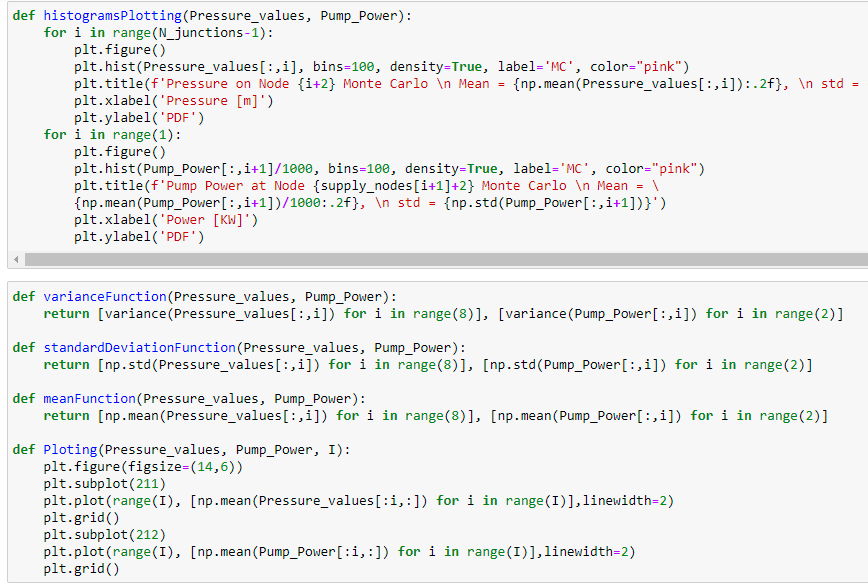 def histogramsPlotting(Pressure_values, Pump_Power):
    for i in range(N_junctions-1):
        plt.figure()
        plt.hist(Pressure_values[:,i], bins=100, density=True, label='MC', color="pink")
        plt.title(f'Pressure on Node {i+2} Monte Carlo \n Mean = {np.mean(Pressure_values[:,i]):.2f}, \n std =
        plt.xlabel('Pressure [m]')
        plt.ylabel('PDF')
    for i in range(1):
        plt.figure()
        plt.hist(Pump_Power[:,i+1]/1000, bins=100, density=True, label='MC', color="pink")
        plt.title(f'Pump Power at Node {supply_nodes[i+1]+2} Monte Carlo \n Mean = \
        {np.mean(Pump_Power[:,i+1])/1000:.2f}, \n std = {np.std(Pump_Power[:,i+1])}')
        plt.xlabel('Power [KW]')
        plt.ylabel('PDF')
def varianceFunction(Pressure_values, Pump_Power):
    return [variance(Pressure_values[:,i]) for i in range(8)], [variance(Pump_Power[:,i]) for i in range(2)]
def standardDeviationFunction(Pressure_values, Pump_Power):
    return [np.std(Pressure_values[:,i]) for i in range(8)], [np.std(Pump_Power[:,i]) for i in range(2)]
def meanFunction(Pressure_values, Pump_Power):
    return [np.mean(Pressure_values[:,i]) for i in range(8)], [np.mean(Pump_Power[:,i]) for i in range(2)]
def Ploting(Pressure_values, Pump_Power, I):
    plt.figure(figsize=(14,6))
    plt.subplot(211)
    plt.plot(range(I), [np.mean(Pressure_values[:i,:]) for i in range(I)],linewidth=2)
    plt.grid()
    plt.subplot(212)
    plt.plot(range(I), [np.mean(Pump_Power[:i,:]) for i in range(I)],linewidth=2)
    plt.grid()